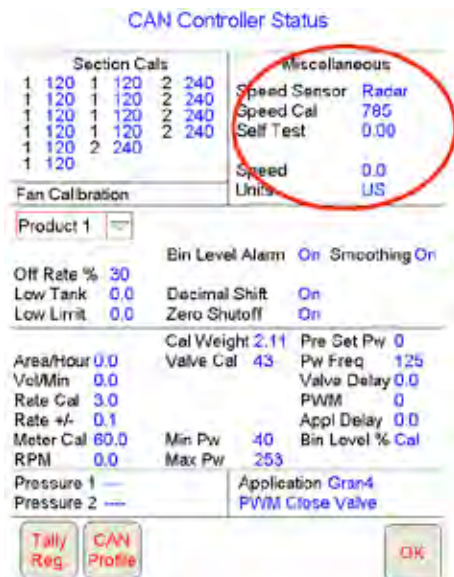 CAN Controller Status
Section Cals
1 120 1 120 2 240
1 120 1 120 2 240
1 120 1 120 2 240
1 120 1 120 2 240
1 120 2 240
1 120
Miscellaneous
Speed Sensor Radar
Speed Cal 785
Self Test 0.00
Speed 0.0
Units US
Fan Calibration
Product 1
Bin Level Alarm On Smoothing On
Off Rate % 30
Low Tank 0.0 Decimal Shift On
Low Limit 0.0 Zero Shutoff On
Cal Weight 2.11 Pre Set Pw 0
Area/Hour 0.0 Valve Cal 43 Pw Freq 125
Vol/Min 0.0 Valve Delay 0.0
Rate Cal 3.0 PWM 0
Rate +/- 0.1 Appl Delay 0.0
Meter Cal 60.0 Min Pw 40 Bin Level % Cal
RPM 0.0 Max Pw 253
Pressure 1 ---
Pressure 2 ---
Application Gran4
PWM Close Valve
Tally
Reg.
CAN
Profile
OK